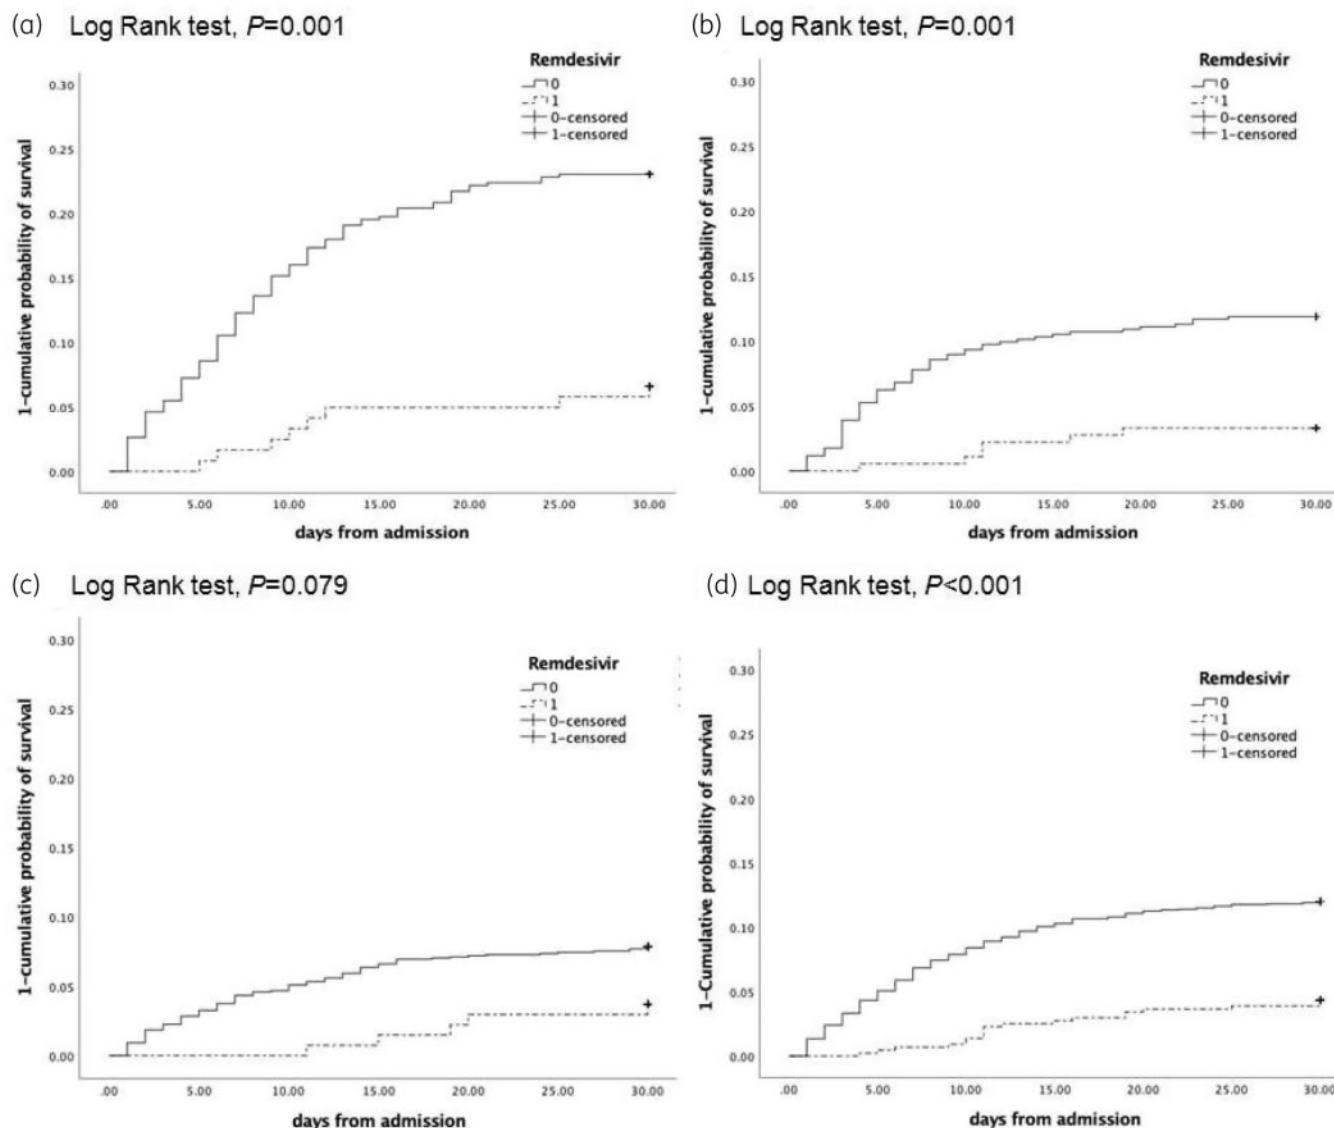 (a) Log Rank test, P=0.001
Remdesivir
0
1
0-censored
1-censored
1-cumulative probability of survival
0.30
0.25
0.20
0.15
0.10
0.05
0.00
.00 5.00 10.00 15.00 20.00 25.00 30.00
days from admission
(b) Log Rank test, P=0.001
Remdesivir
0
1
0-censored
1-censored
1-cumulative probability of survival
0.30
0.25
0.20
0.15
0.10
0.05
0.00
.00 5.00 10.00 15.00 20.00 25.00 30.00
days from admission
(c) Log Rank test, P=0.079
Remdesivir
0
1
0-censored
1-censored
1-cumulative probability of survival
0.30
0.25
0.20
0.15
0.10
0.05
0.00
.00 5.00 10.00 15.00 20.00 25.00 30.00
days from admission
(d) Log Rank test, P<0.001
Remdesivir
0
1
0-censored
1-censored
1-Cumulative probability of survival
0.30
0.25
0.20
0.15
0.10
0.05
0.00
.00 5.00 10.00 15.00 20.00 25.00 30.00
days from admission